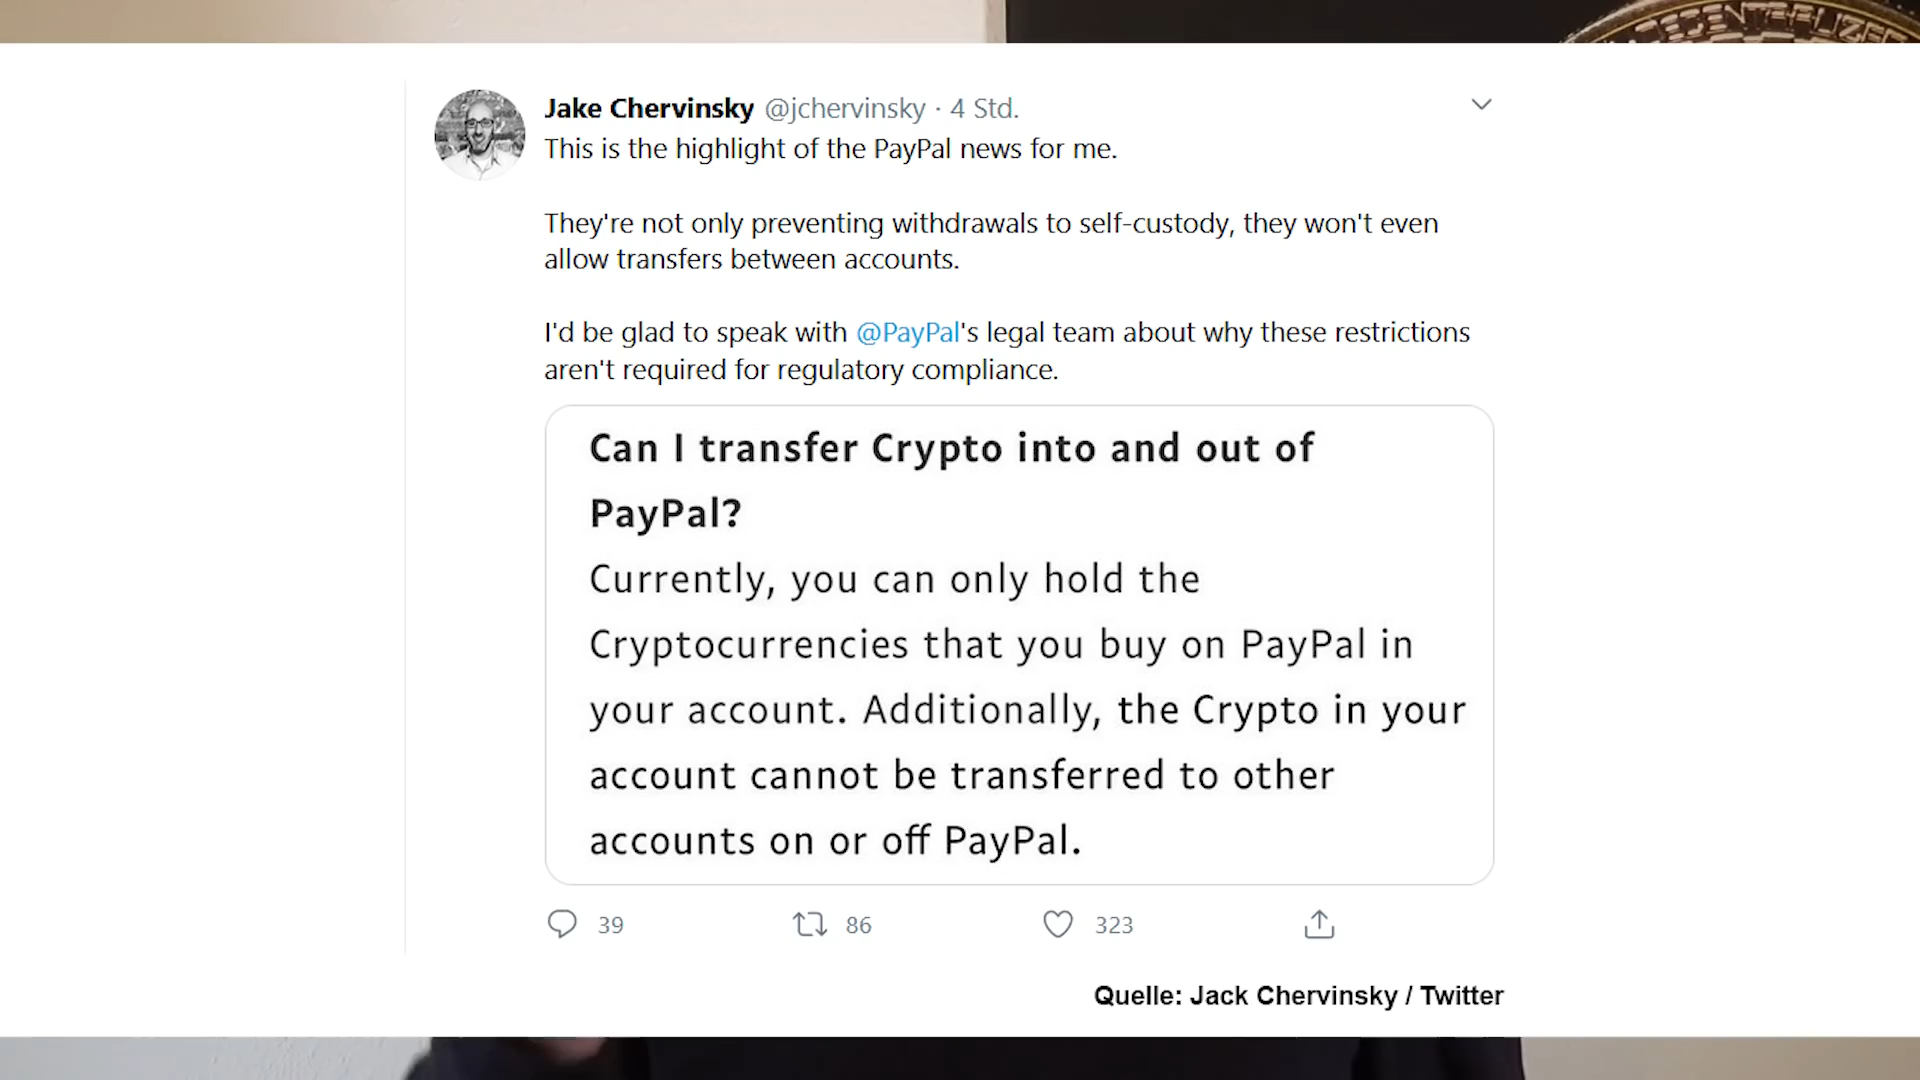 DECENTRALIZED
Jake Chervinsky @jchervinsky · 4 Std.
This is the highlight of the PayPal news for me.
They're not only preventing withdrawals to self-custody, they won't even
allow transfers between accounts.
I'd be glad to speak with @PayPal's legal team about why these restrictions
aren't required for regulatory compliance.
Can I transfer Crypto into and out of
PayPal?
Currently, you can only hold the
Cryptocurrencies that you buy on PayPal in
your account. Additionally, the Crypto in your
account cannot be transferred to other
accounts on or off PayPal.
39 86 323
Quelle: Jack Chervinsky / Twitter